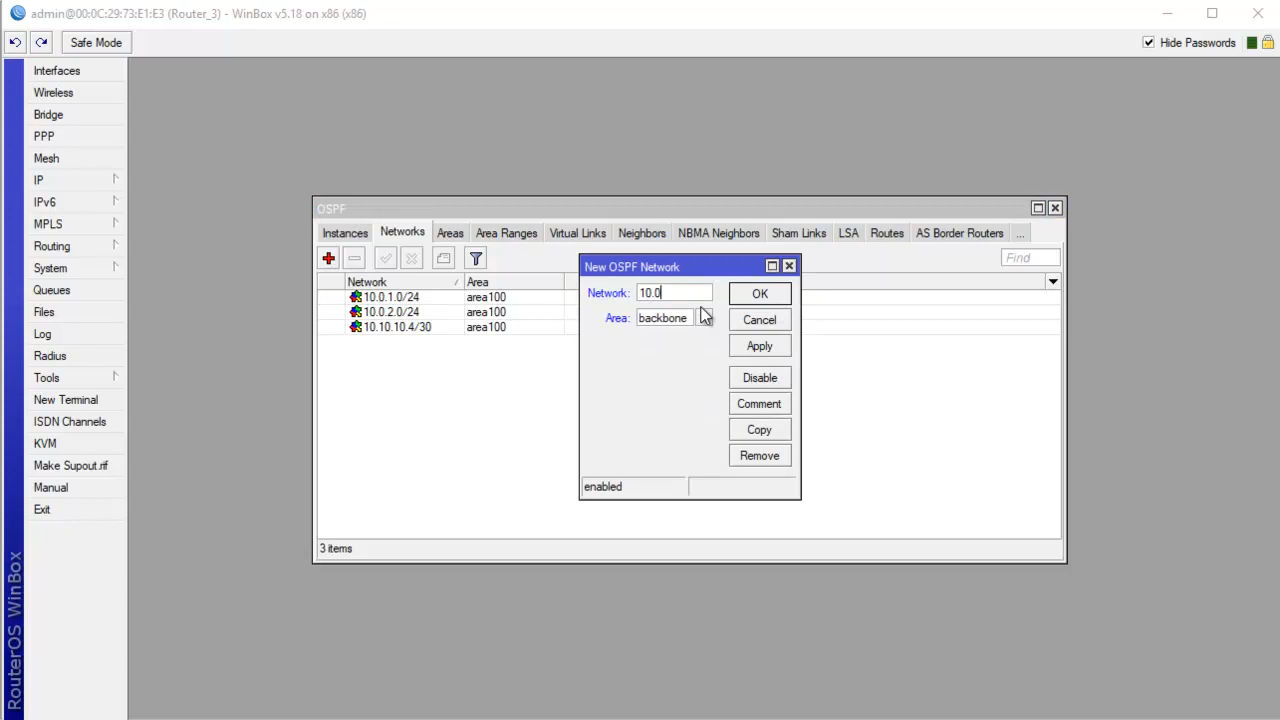 admin@00:0C:29:73:E1:E3 (Router_3) - WinBox v5.18 on x86 (x86)
Safe Mode
Hide Passwords
Interfaces
Wireless
Bridge
PPP
Mesh
IP
IPv6
MPLS
Routing
System
Queues
Files
Log
Radius
Tools
New Terminal
ISDN Channels
KVM
Make Supout.rif
Manual
Exit
RouterOS WinBox
OSPF
Instances Networks Areas Area Ranges Virtual Links Neighbors NBMA Neighbors Sham Links LSA Routes AS Border Routers ...
Find
Network Area
10.0.1.0/24 area100
10.0.2.0/24 area100
10.10.10.4/30 area100
3 items
New OSPF Network
Network: 10.0
Area: backbone
OK
Cancel
Apply
Disable
Comment
Copy
Remove
enabled